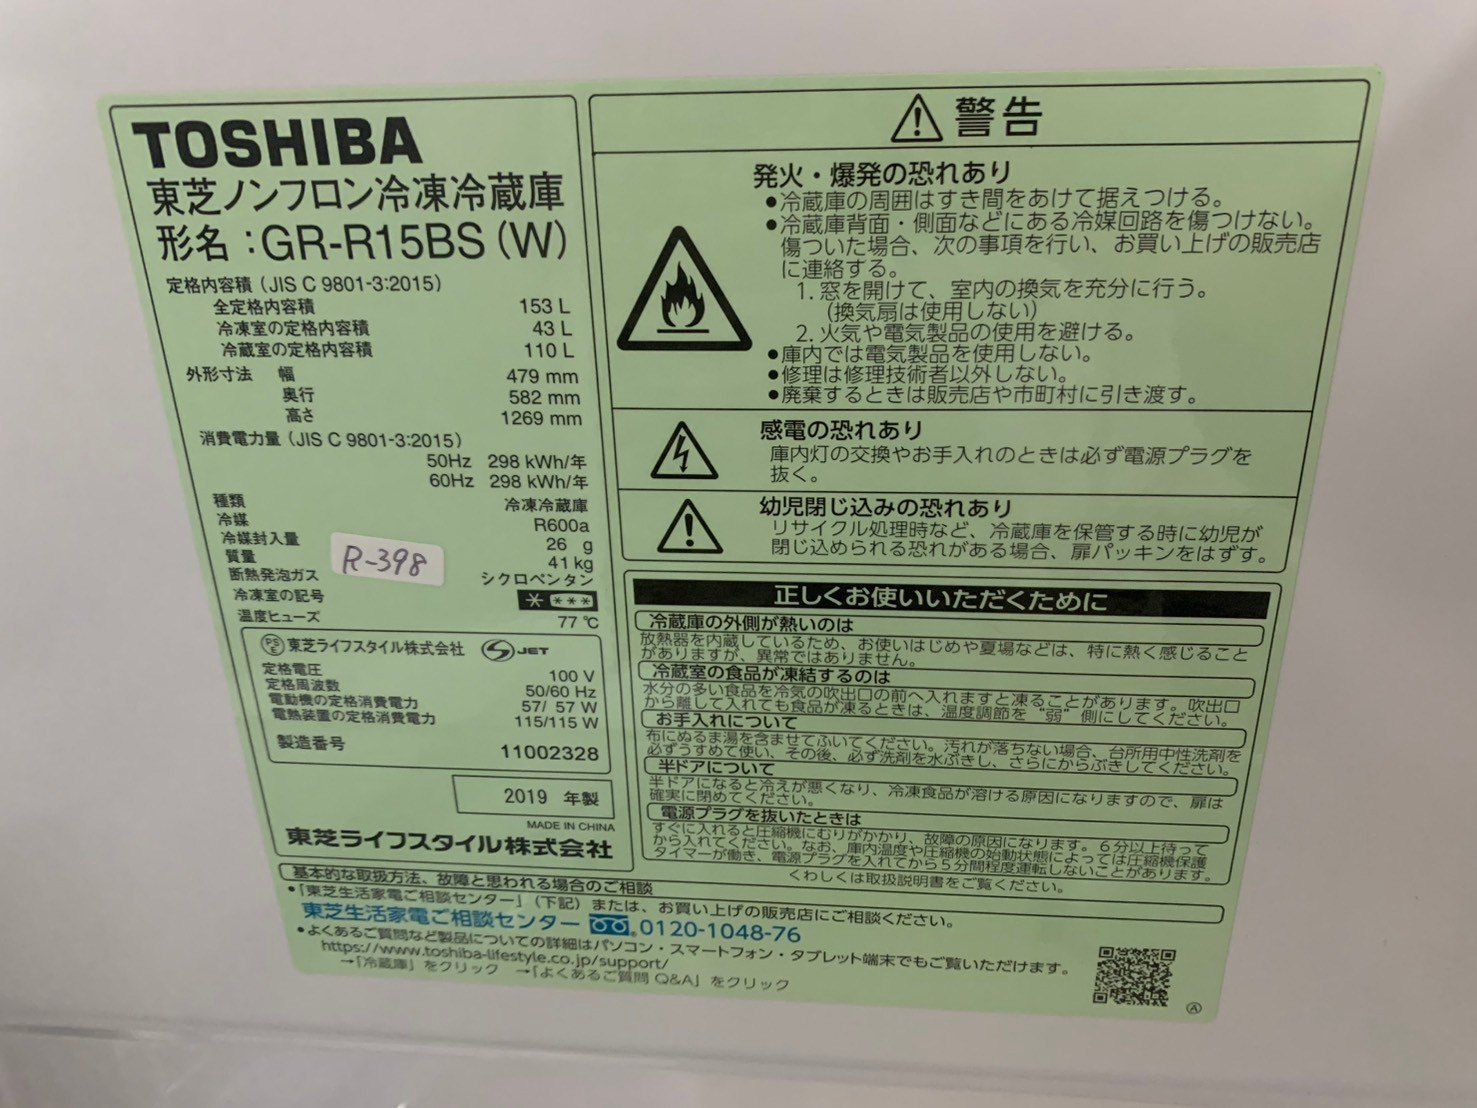 TOSHIBA
東芝ノンフロン冷凍冷蔵庫
形名：GR-R15BS (W)
定格内容積 (JIS C 9801-3:2015)
全定格内容積 153 L
冷凍室の定格内容積 43 L
冷蔵室の定格内容積 110 L
外形寸法 幅 479 mm
奥行 582 mm
高さ 1269 mm
消費電力量 (JIS C 9801-3:2015)
50Hz 298 kWh/年
60Hz 298 kWh/年
種類 冷凍冷蔵庫
冷媒 R600a
冷媒封入量 26 g
質量 41 kg
断熱発泡ガス シクロペンタン
冷凍室の記号 * ***
温度ヒューズ 77 ℃
R-398
PSE 東芝ライフスタイル株式会社 JET
定格電圧 100 V
定格周波数 50/60 Hz
電動機の定格消費電力 57/ 57 W
電熱装置の定格消費電力 115/115 W
製造番号 11002328
2019 年製
MADE IN CHINA
東芝ライフスタイル株式会社
警告
発火・爆発の恐れあり
●冷蔵庫の周囲はすき間をあけて据えつける。
●冷蔵庫背面・側面などにある冷媒回路を傷つけない。
傷ついた場合、次の事項を行い、お買い上げの販売店
に連絡する。
1. 窓を開けて、室内の換気を充分に行う。
(換気扇は使用しない)
2. 火気や電気製品の使用を避ける。
●庫内では電気製品を使用しない。
●修理は修理技術者以外しない。
●廃棄するときは販売店や市町村に引き渡す。
感電の恐れあり
庫内灯の交換やお手入れのときは必ず電源プラグを
抜く。
幼児閉じ込みの恐れあり
リサイクル処理時など、冷蔵庫を保管する時に幼児が
閉じ込められる恐れがある場合、扉パッキンをはずす。
正しくお使いいただくために
冷蔵庫の外側が熱いのは
放熱器を内蔵しているため、お使いはじめや夏場などは、特に熱く感じること
がありますが、異常ではありません。
冷蔵室の食品が凍結するのは
水分の多い食品を冷気の吹出口の前へ入れますと凍ることがあります。吹出口
から離して入れても食品が凍るときは、温度調節を“弱”側にしてください。
お手入れについて
布にぬるま湯を含ませてふいてください。汚れが落ちない場合、台所用中性洗剤を
必ずうすめて使い、その後、必ず洗剤を水ぶきし、さらにからぶきしてください。
半ドアについて
半ドアになると冷えが悪くなり、冷凍食品が溶ける原因になりますので、扉は
確実に閉めてください。
電源プラグを抜いたときは
すぐに入れると圧縮機にむりがかかり、故障の原因になります。6分以上待って
から入れてください。なお、庫内温度や圧縮機の始動状態によっては圧縮機保護
タイマーが働き、電源プラグを入れてから5分間程度運転しないことがあります。
くわしくは取扱説明書をご覧ください。
基本的な取扱方法、故障と思われる場合のご相談
•「東芝生活家電ご相談センター」(下記) または、お買い上げの販売店にご相談ください。
東芝生活家電ご相談センター 0120-1048-76
•よくあるご質問など製品についての詳細はパソコン・スマートフォン・タブレット端末でもご覧いただけます。
https://www.toshiba-lifestyle.co.jp/support/
→「冷蔵庫」をクリック →「よくあるご質問 Q&A」をクリック
Ⓐ